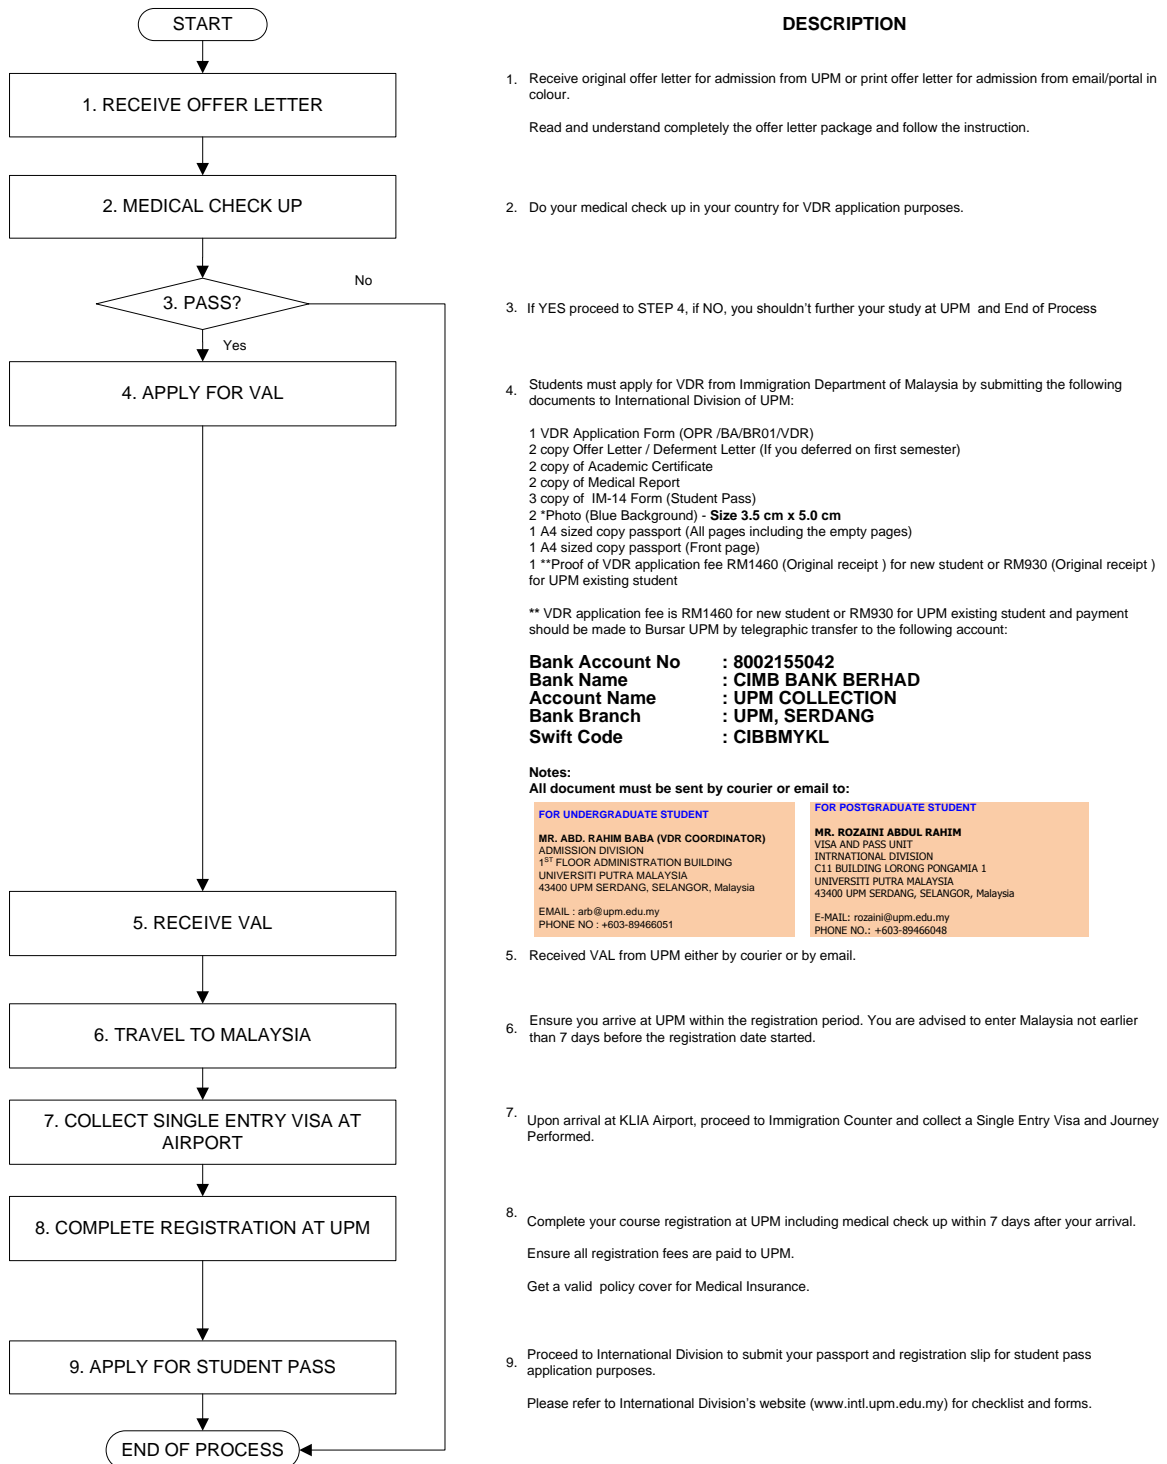 START
1. RECEIVE OFFER LETTER
2. MEDICAL CHECK UP
No
3. PASS?
Yes
4. APPLY FOR VAL
5. RECEIVE VAL
6. TRAVEL TO MALAYSIA
7. COLLECT SINGLE ENTRY VISA AT
AIRPORT
8. COMPLETE REGISTRATION AT UPM
9. APPLY FOR STUDENT PASS
END OF PROCESS
DESCRIPTION
1. Receive original offer letter for admission from UPM or print offer letter for admission from email/portal in
colour.
Read and understand completely the offer letter package and follow the instruction.
2. Do your medical check up in your country for VDR application purposes.
3. If YES proceed to STEP 4, if NO, you shouldn't further your study at UPM and End of Process
4. Students must apply for VDR from Immigration Department of Malaysia by submitting the following
documents to International Division of UPM:
1 VDR Application Form (OPR /BA/BR01/VDR)
2 copy Offer Letter / Deferment Letter (If you deferred on first semester)
2 copy of Academic Certificate
2 copy of Medical Report
3 copy of IM-14 Form (Student Pass)
2 *Photo (Blue Background) - Size 3.5 cm x 5.0 cm
1 A4 sized copy passport (All pages including the empty pages)
1 A4 sized copy passport (Front page)
1 **Proof of VDR application fee RM1460 (Original receipt ) for new student or RM930 (Original receipt )
for UPM existing student
** VDR application fee is RM1460 for new student or RM930 for UPM existing student and payment
should be made to Bursar UPM by telegraphic transfer to the following account:
Bank Account No : 8002155042
Bank Name : CIMB BANK BERHAD
Account Name : UPM COLLECTION
Bank Branch : UPM, SERDANG
Swift Code : CIBBMYKL
Notes:
All document must be sent by courier or email to:
FOR UNDERGRADUATE STUDENT
MR. ABD. RAHIM BABA (VDR COORDINATOR)
ADMISSION DIVISION
1ST FLOOR ADMINISTRATION BUILDING
UNIVERSITI PUTRA MALAYSIA
43400 UPM SERDANG, SELANGOR, Malaysia
EMAIL : arb@upm.edu.my
PHONE NO : +603-89466051
FOR POSTGRADUATE STUDENT
MR. ROZAINI ABDUL RAHIM
VISA AND PASS UNIT
INTRNATIONAL DIVISION
C11 BUILDING LORONG PONGAMIA 1
UNIVERSITI PUTRA MALAYSIA
43400 UPM SERDANG, SELANGOR, Malaysia
E-MAIL: rozaini@upm.edu.my
PHONE NO.: +603-89466048
5. Received VAL from UPM either by courier or by email.
6. Ensure you arrive at UPM within the registration period. You are advised to enter Malaysia not earlier
than 7 days before the registration date started.
7. Upon arrival at KLIA Airport, proceed to Immigration Counter and collect a Single Entry Visa and Journey
Performed.
8. Complete your course registration at UPM including medical check up within 7 days after your arrival.
Ensure all registration fees are paid to UPM.
Get a valid policy cover for Medical Insurance.
9. Proceed to International Division to submit your passport and registration slip for student pass
application purposes.
Please refer to International Division's website (www.intl.upm.edu.my) for checklist and forms.